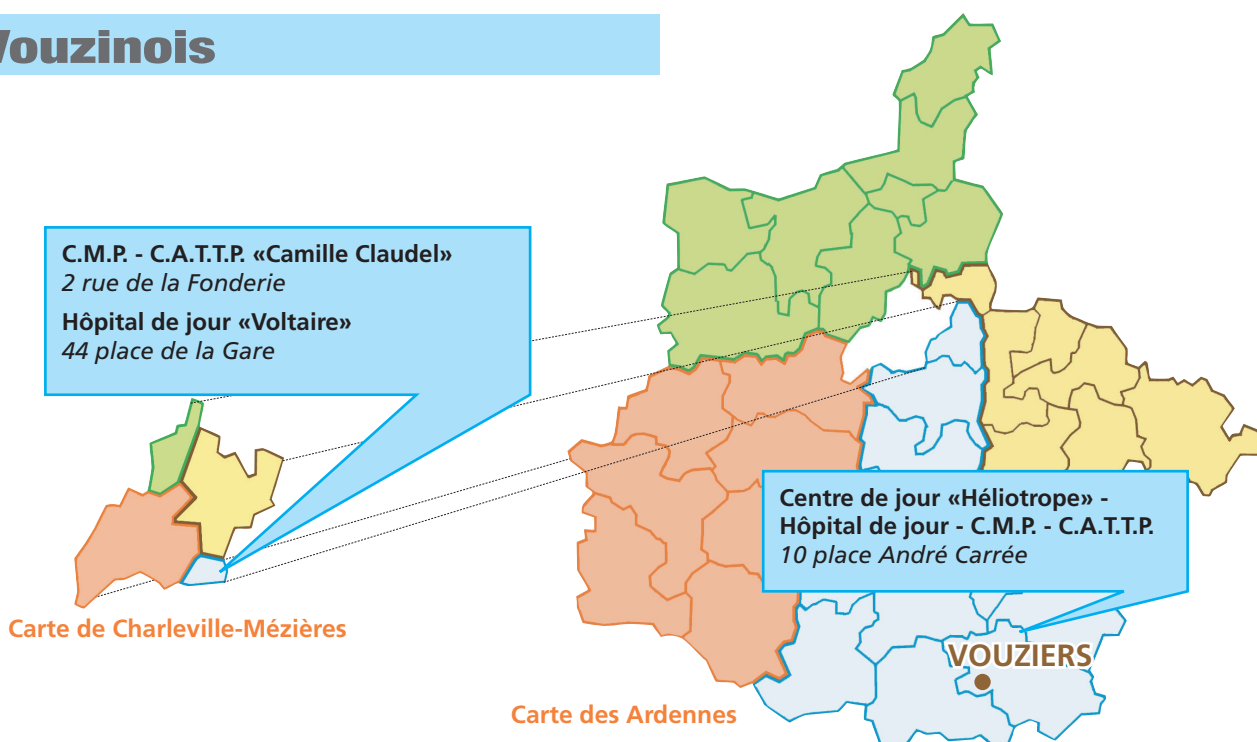 Vouzinois
C.M.P. - C.A.T.T.P. «Camille Claudel»
2 rue de la Fonderie
Hôpital de jour «Voltaire»
44 place de la Gare
Centre de jour «Héliotrope» -
Hôpital de jour - C.M.P. - C.A.T.T.P.
10 place André Carrée
Carte de Charleville-Mézières
VOUZIERS
Carte des Ardennes